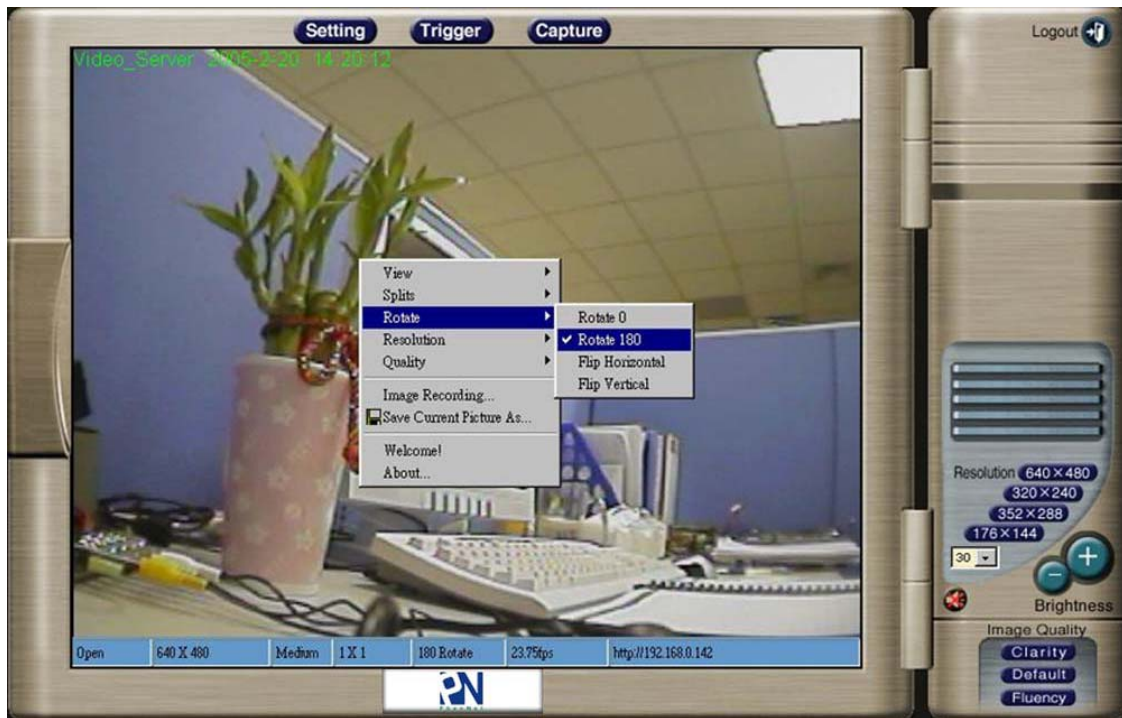 Setting Trigger Capture
Logout
Video_Server 2005-2-20 14:20:12
View
Splits
Rotate
Resolution
Quality
Image Recording...
Save Current Picture As...
Welcome!
About...
Rotate 0
✔ Rotate 180
Flip Horizontal
Flip Vertical
Resolution 640×480
320×240
352×288
176×144
30
Brightness
Image Quality
Clarity
Default
Fluency
Open 640 X 480 Medium 1 X 1 180 Rotate 23.75fps http://192.168.0.142
PN